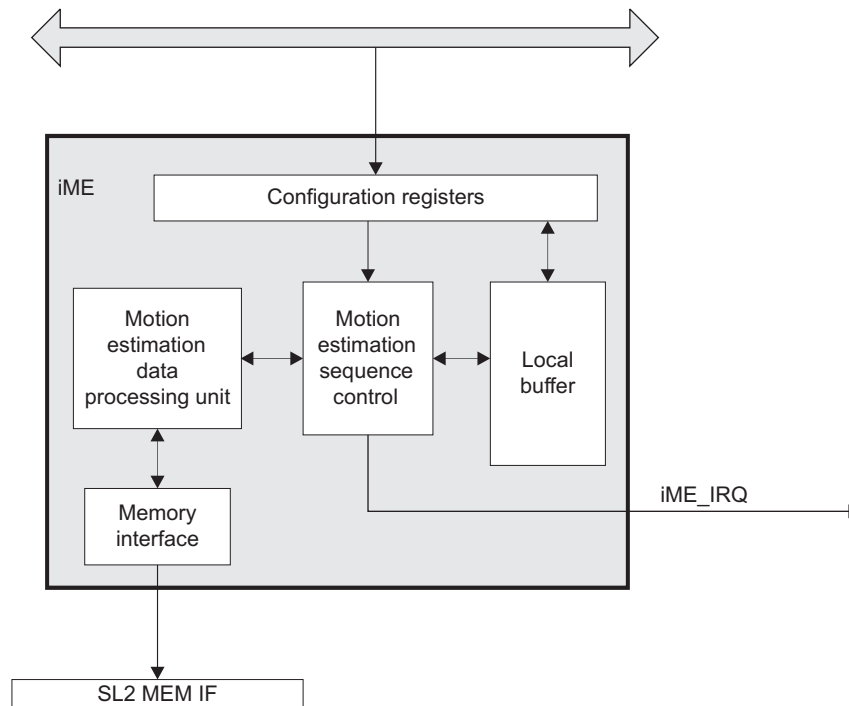 iME
Configuration registers
Motion
estimation
data
processing unit
Motion
estimation
sequence
control
Local
buffer
iME_IRQ
Memory
interface
SL2 MEM IF